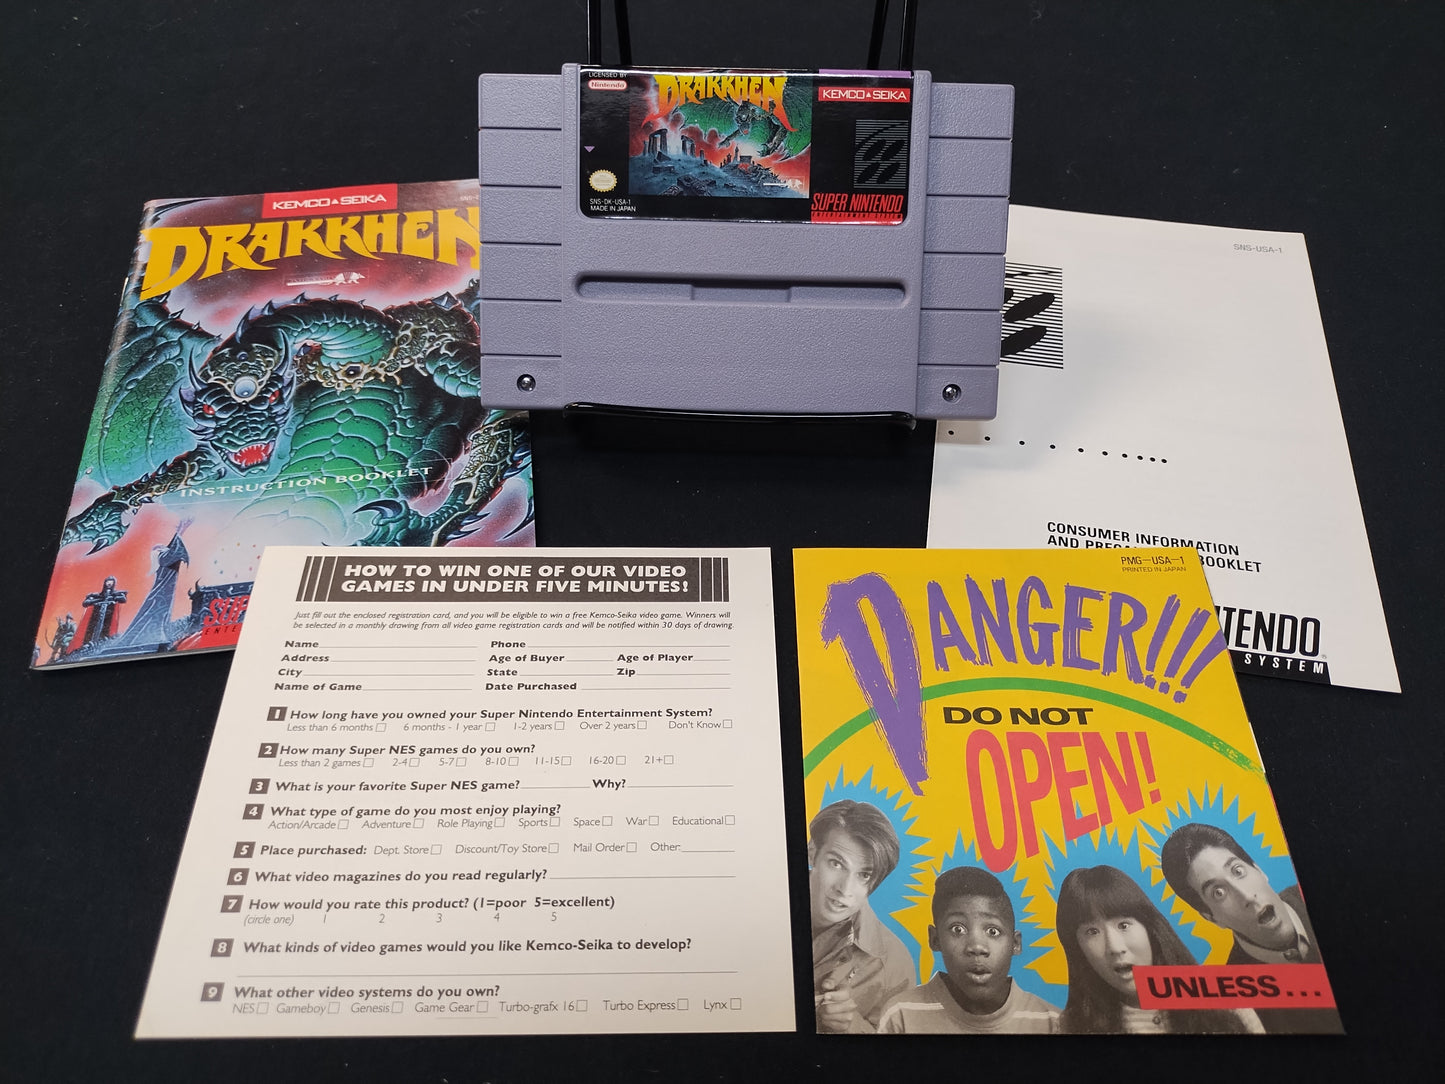 LICENSED BY
Nintendo
DRAKKHEN
KEMCO▲SEIKA
SNS-DK-USA-1
MADE IN JAPAN
SUPER NINTENDO
ENTERTAINMENT SYSTEM
KEMCO▲SEIKA
DRAKKHEN
INSTRUCTION BOOKLET
SNS-USA-1
CONSUMER INFORMATION
AND
BOOKLET
SYSTEM
HOW TO WIN ONE OF OUR VIDEO
GAMES IN UNDER FIVE MINUTES!
Just fill out the enclosed registration card, and you will be eligible to win a free Kemco-Seika video game. Winners will
be selected in a monthly drawing from all video game registration cards and will be notified within 30 days of drawing.
Name Phone
Address Age of Buyer Age of Player
City State Zip
Name of Game Date Purchased
1 How long have you owned your Super Nintendo Entertainment System?
Less than 6 months 6 months - 1 year 1-2 years Over 2 years Don't Know
2 How many Super NES games do you own?
Less than 2 games 2-4 5-7 8-10 11-15 16-20 21+
3 What is your favorite Super NES game? Why?
4 What type of game do you most enjoy playing?
Action/Arcade Adventure Role Playing Sports Space War Educational
5 Place purchased: Dept. Store Discount/Toy Store Mail Order Other:
6 What video magazines do you read regularly?
7 How would you rate this product? (1=poor 5=excellent)
(circle one) 1 2 3 4 5
8 What kinds of video games would you like Kemco-Seika to develop?
9 What other video systems do you own?
NES Gameboy Genesis Game Gear Turbo-grafx 16 Turbo Express Lynx
PMG-USA-1
PRINTED IN JAPAN
DANGER!!!
DO NOT
OPEN!
UNLESS...